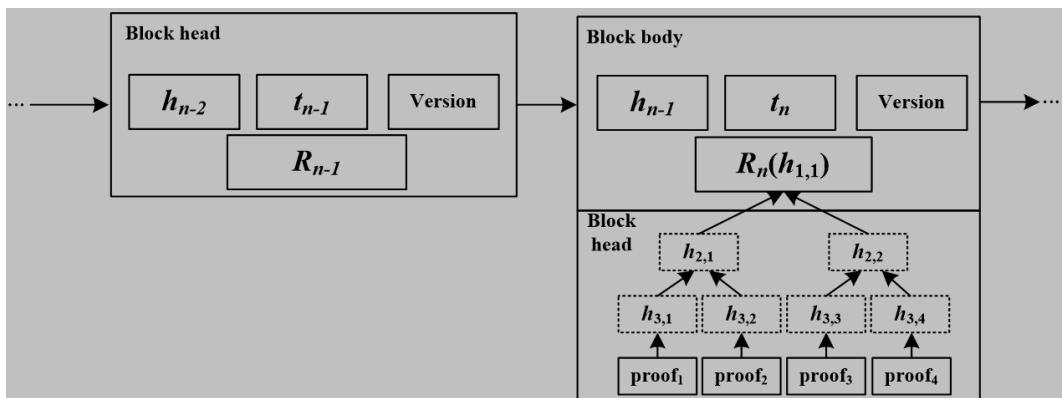 Block head
... h_{n-2} t_{n-1} Version
R_{n-1}
Block body
h_{n-1} t_n Version ...
R_n(h_{1,1})
Block
head
h_{2,1} h_{2,2}
h_{3,1} h_{3,2} h_{3,3} h_{3,4}
proof_1 proof_2 proof_3 proof_4